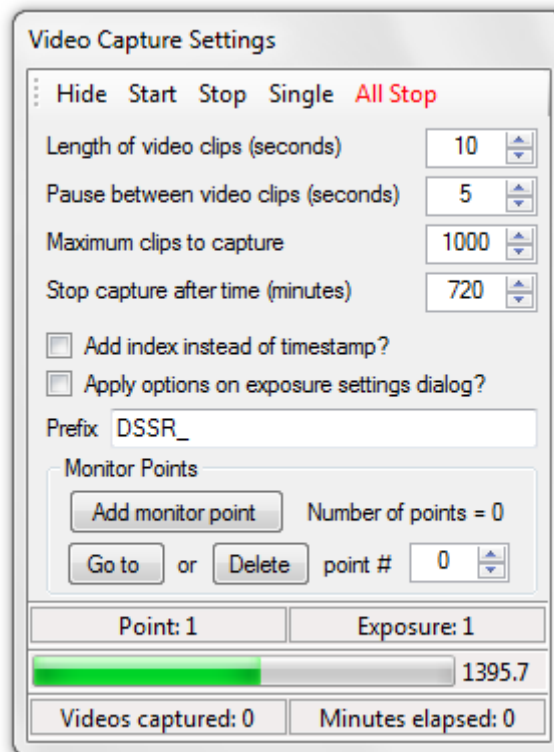 Video Capture Settings
Hide Start Stop Single All Stop
Length of video clips (seconds) 10
Pause between video clips (seconds) 5
Maximum clips to capture 1000
Stop capture after time (minutes) 720
Add index instead of timestamp?
Apply options on exposure settings dialog?
Prefix DSSR_
Monitor Points
Add monitor point Number of points = 0
Go to or Delete point # 0
Point: 1 Exposure: 1
1395.7
Videos captured: 0 Minutes elapsed: 0